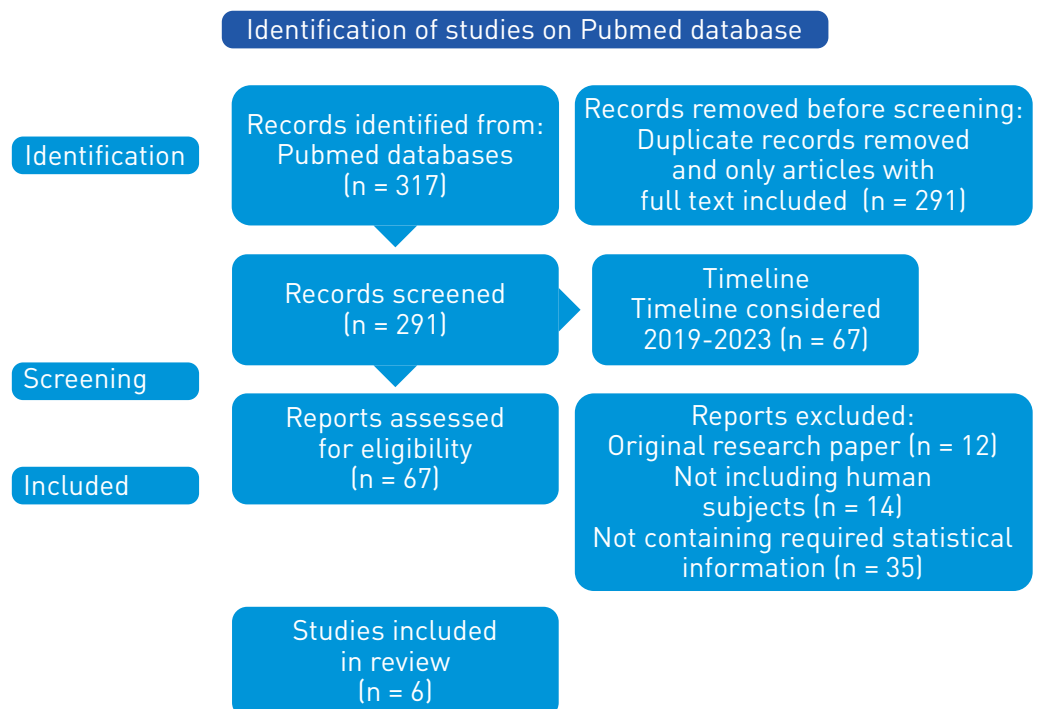 Identification of studies on Pubmed database
Identification
Records identified from:
Pubmed databases
(n = 317)
Records removed before screening:
Duplicate records removed
and only articles with
full text included (n = 291)
Records screened
(n = 291)
Timeline
Timeline considered
2019-2023 (n = 67)
Screening
Reports assessed
for eligibility
(n = 67)
Reports excluded:
Original research paper (n = 12)
Not including human
subjects (n = 14)
Not containing required statistical
information (n = 35)
Included
Studies included
in review
(n = 6)